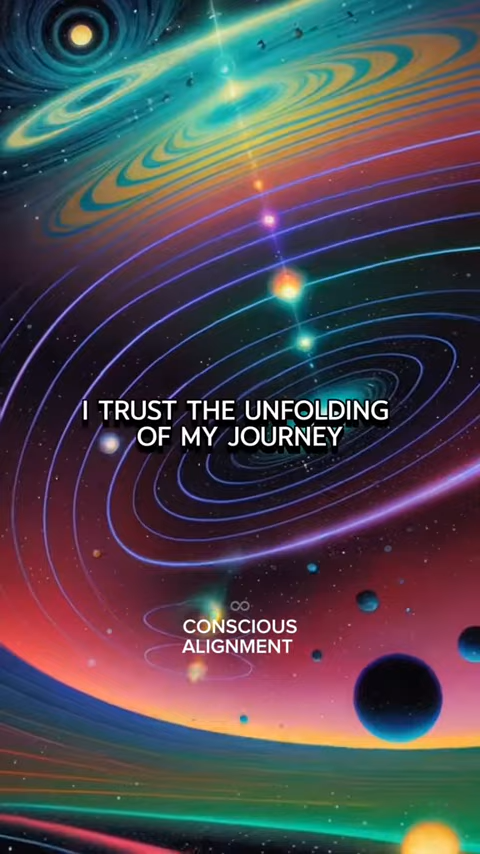 I TRUST THE UNFOLDING
OF MY JOURNEY
CONSCIOUS
ALIGNMENT